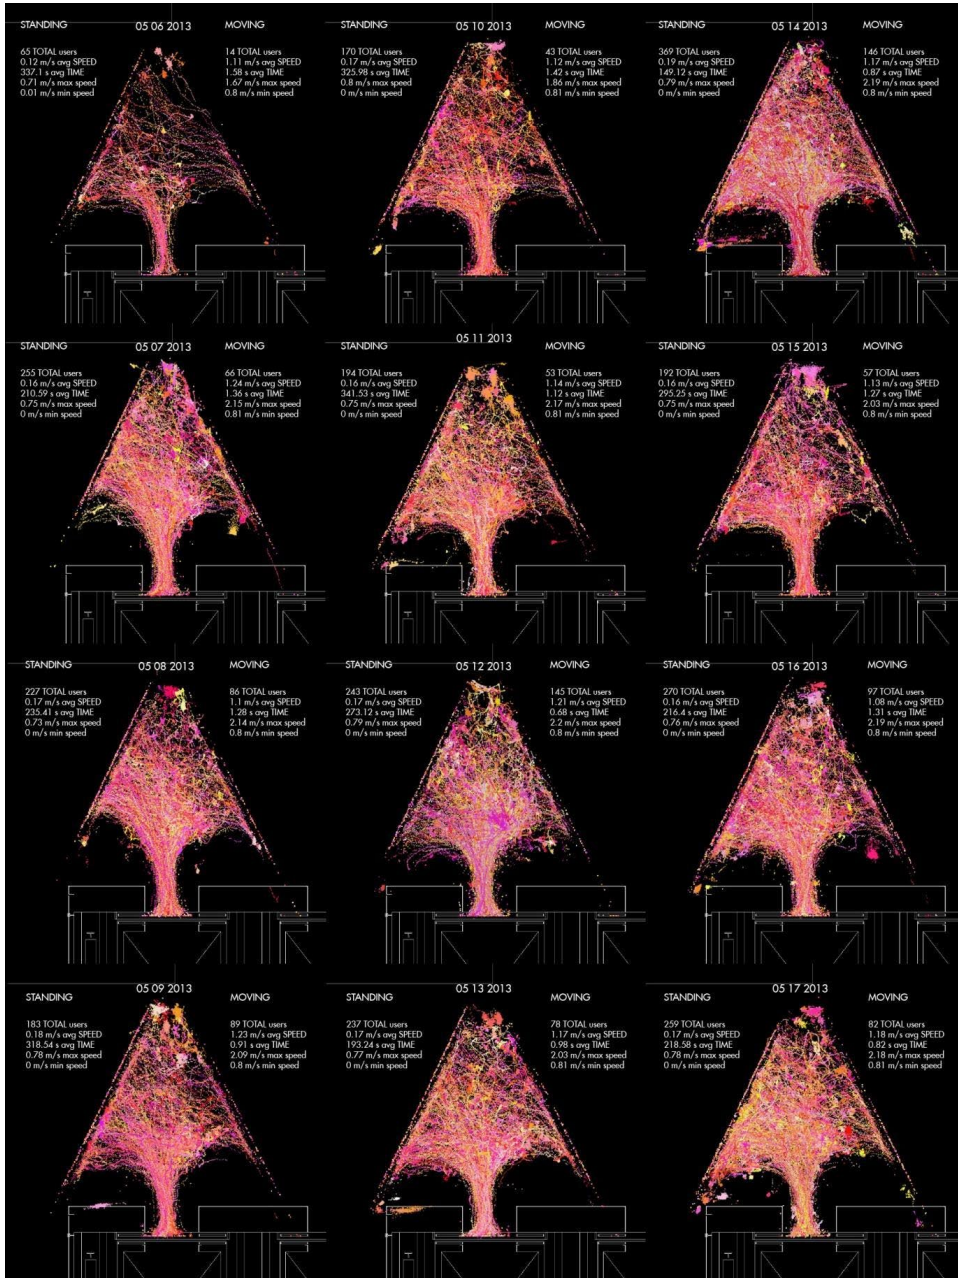 STANDING
05 06 2013
MOVING
65 TOTAL users
0.12 m/s avg SPEED
337.1 s avg TIME
0.71 m/s max speed
0.01 m/s min speed
14 TOTAL users
1.11 m/s avg SPEED
1.58 s avg TIME
1.67 m/s max speed
0.8 m/s min speed
STANDING
05 10 2013
MOVING
170 TOTAL users
0.17 m/s avg SPEED
325.98 s avg TIME
0.8 m/s max speed
0 m/s min speed
43 TOTAL users
1.12 m/s avg SPEED
1.42 s avg TIME
1.86 m/s max speed
0.81 m/s min speed
STANDING
05 14 2013
MOVING
369 TOTAL users
0.19 m/s avg SPEED
149.12 s avg TIME
0.79 m/s max speed
0 m/s min speed
146 TOTAL users
1.17 m/s avg SPEED
0.87 s avg TIME
2.19 m/s max speed
0.8 m/s min speed
STANDING
05 07 2013
MOVING
255 TOTAL users
0.16 m/s avg SPEED
210.59 s avg TIME
0.75 m/s max speed
0 m/s min speed
66 TOTAL users
1.24 m/s avg SPEED
1.36 s avg TIME
2.15 m/s max speed
0.81 m/s min speed
STANDING
05 11 2013
MOVING
194 TOTAL users
0.16 m/s avg SPEED
341.53 s avg TIME
0.75 m/s max speed
0 m/s min speed
53 TOTAL users
1.14 m/s avg SPEED
1.12 s avg TIME
2.17 m/s max speed
0.81 m/s min speed
STANDING
05 15 2013
MOVING
192 TOTAL users
0.16 m/s avg SPEED
295.25 s avg TIME
0.75 m/s max speed
0 m/s min speed
57 TOTAL users
1.13 m/s avg SPEED
1.27 s avg TIME
2.03 m/s max speed
0.8 m/s min speed
STANDING
05 08 2013
MOVING
227 TOTAL users
0.17 m/s avg SPEED
235.41 s avg TIME
0.73 m/s max speed
0 m/s min speed
86 TOTAL users
1.1 m/s avg SPEED
1.28 s avg TIME
2.14 m/s max speed
0.8 m/s min speed
STANDING
05 12 2013
MOVING
243 TOTAL users
0.17 m/s avg SPEED
273.12 s avg TIME
0.79 m/s max speed
0 m/s min speed
145 TOTAL users
1.21 m/s avg SPEED
0.68 s avg TIME
2.2 m/s max speed
0.8 m/s min speed
STANDING
05 16 2013
MOVING
270 TOTAL users
0.16 m/s avg SPEED
216.4 s avg TIME
0.76 m/s max speed
0 m/s min speed
97 TOTAL users
1.08 m/s avg SPEED
1.31 s avg TIME
2.19 m/s max speed
0.8 m/s min speed
STANDING
05 09 2013
MOVING
183 TOTAL users
0.18 m/s avg SPEED
318.54 s avg TIME
0.78 m/s max speed
0 m/s min speed
89 TOTAL users
1.23 m/s avg SPEED
0.91 s avg TIME
2.09 m/s max speed
0.8 m/s min speed
STANDING
05 13 2013
MOVING
237 TOTAL users
0.17 m/s avg SPEED
193.24 s avg TIME
0.77 m/s max speed
0 m/s min speed
78 TOTAL users
1.17 m/s avg SPEED
0.98 s avg TIME
2.03 m/s max speed
0.81 m/s min speed
STANDING
05 17 2013
MOVING
259 TOTAL users
0.17 m/s avg SPEED
218.58 s avg TIME
0.78 m/s max speed
0 m/s min speed
82 TOTAL users
1.18 m/s avg SPEED
0.82 s avg TIME
2.18 m/s max speed
0.81 m/s min speed